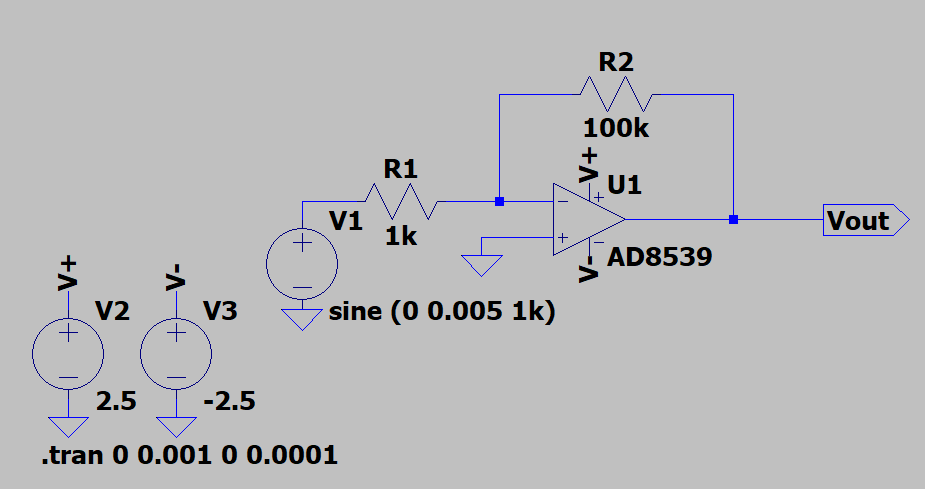 R2
100k
V+
U1
R1
V1
1k
Vout
V-
AD8539
V+
V-
V2
V3
sine (0 0.005 1k)
2.5
-2.5
.tran 0 0.001 0 0.0001